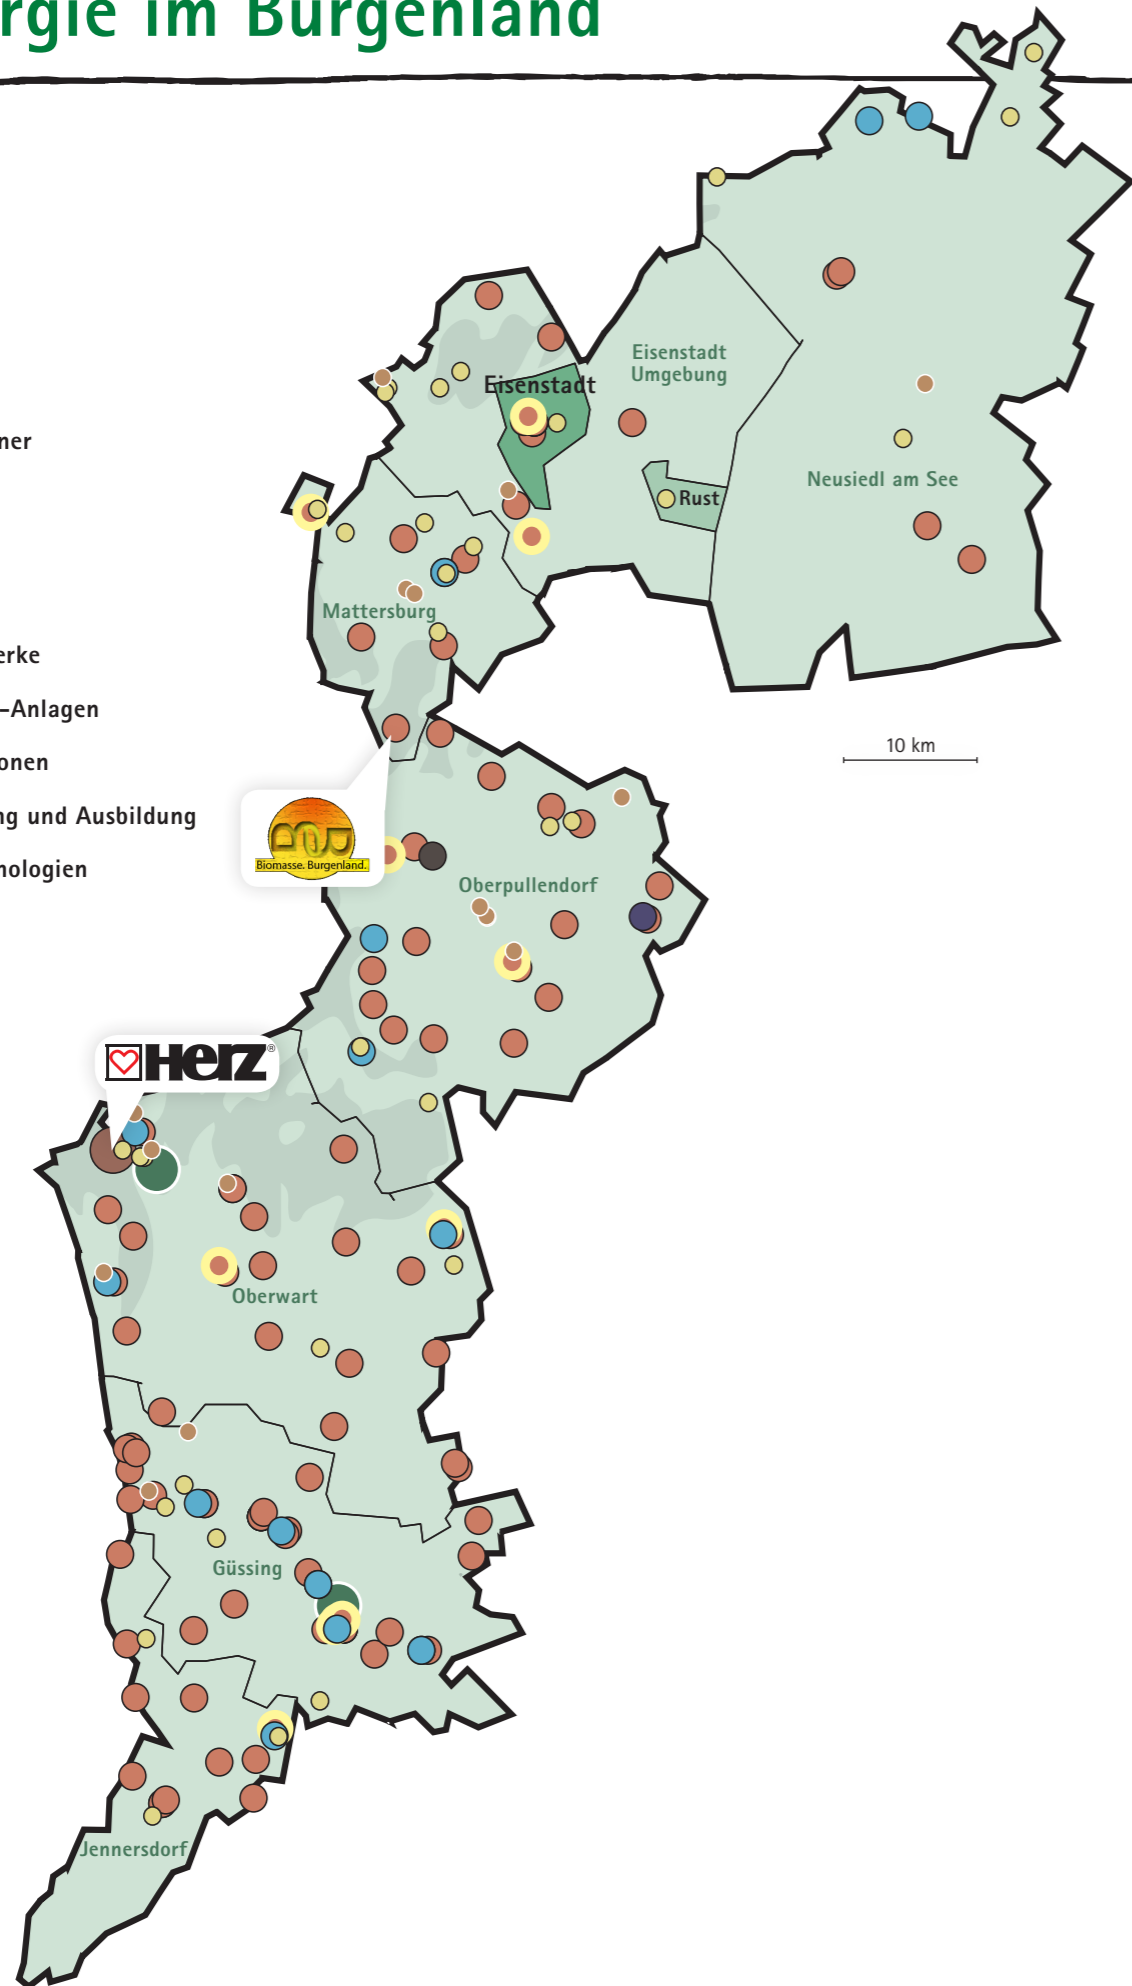 rgie im Burgenland
Eisenstadt
Umgebung
Eisenstadt
ner
Neusiedl am See
Rust
Mattersburg
erke
-Anlagen
10 km
onen
ng und Ausbildung
BOB
Biomasse. Burgenland.
nologien
Oberpullendorf
HERZ®
Oberwart
Güssing
Jennersdorf